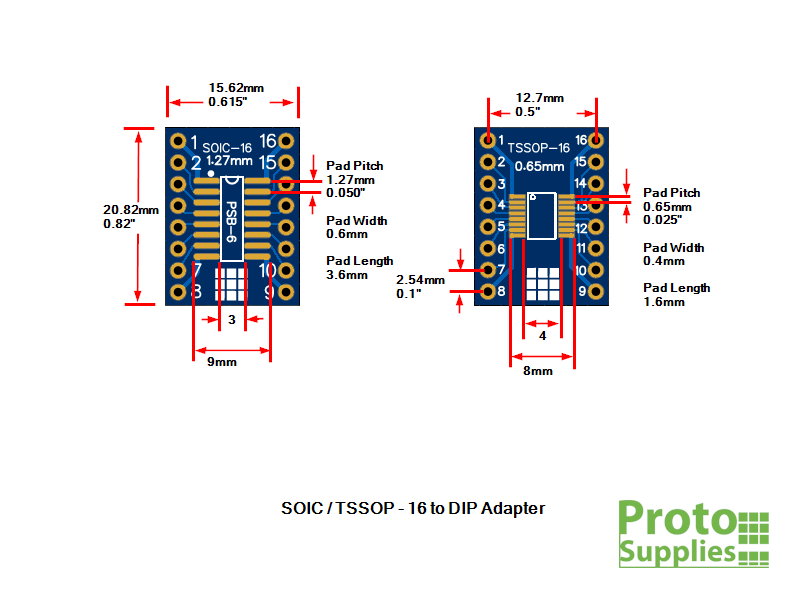 15.62mm
0.615"
20.82mm
0.82"
1
SOIC-16
16
2
1.27mm
15
PSB-6
7
10
8
9
Pad Pitch
1.27mm
0.050"
Pad Width
0.6mm
Pad Length
3.6mm
3
9mm
12.7mm
0.5"
1
TSSOP-16
16
2
0.65mm
15
3
14
4
13
5
12
6
11
7
10
8
9
2.54mm
0.1"
Pad Pitch
0.65mm
0.025"
Pad Width
0.4mm
Pad Length
1.6mm
4
8mm
SOIC / TSSOP - 16 to DIP Adapter
Proto
Supplies